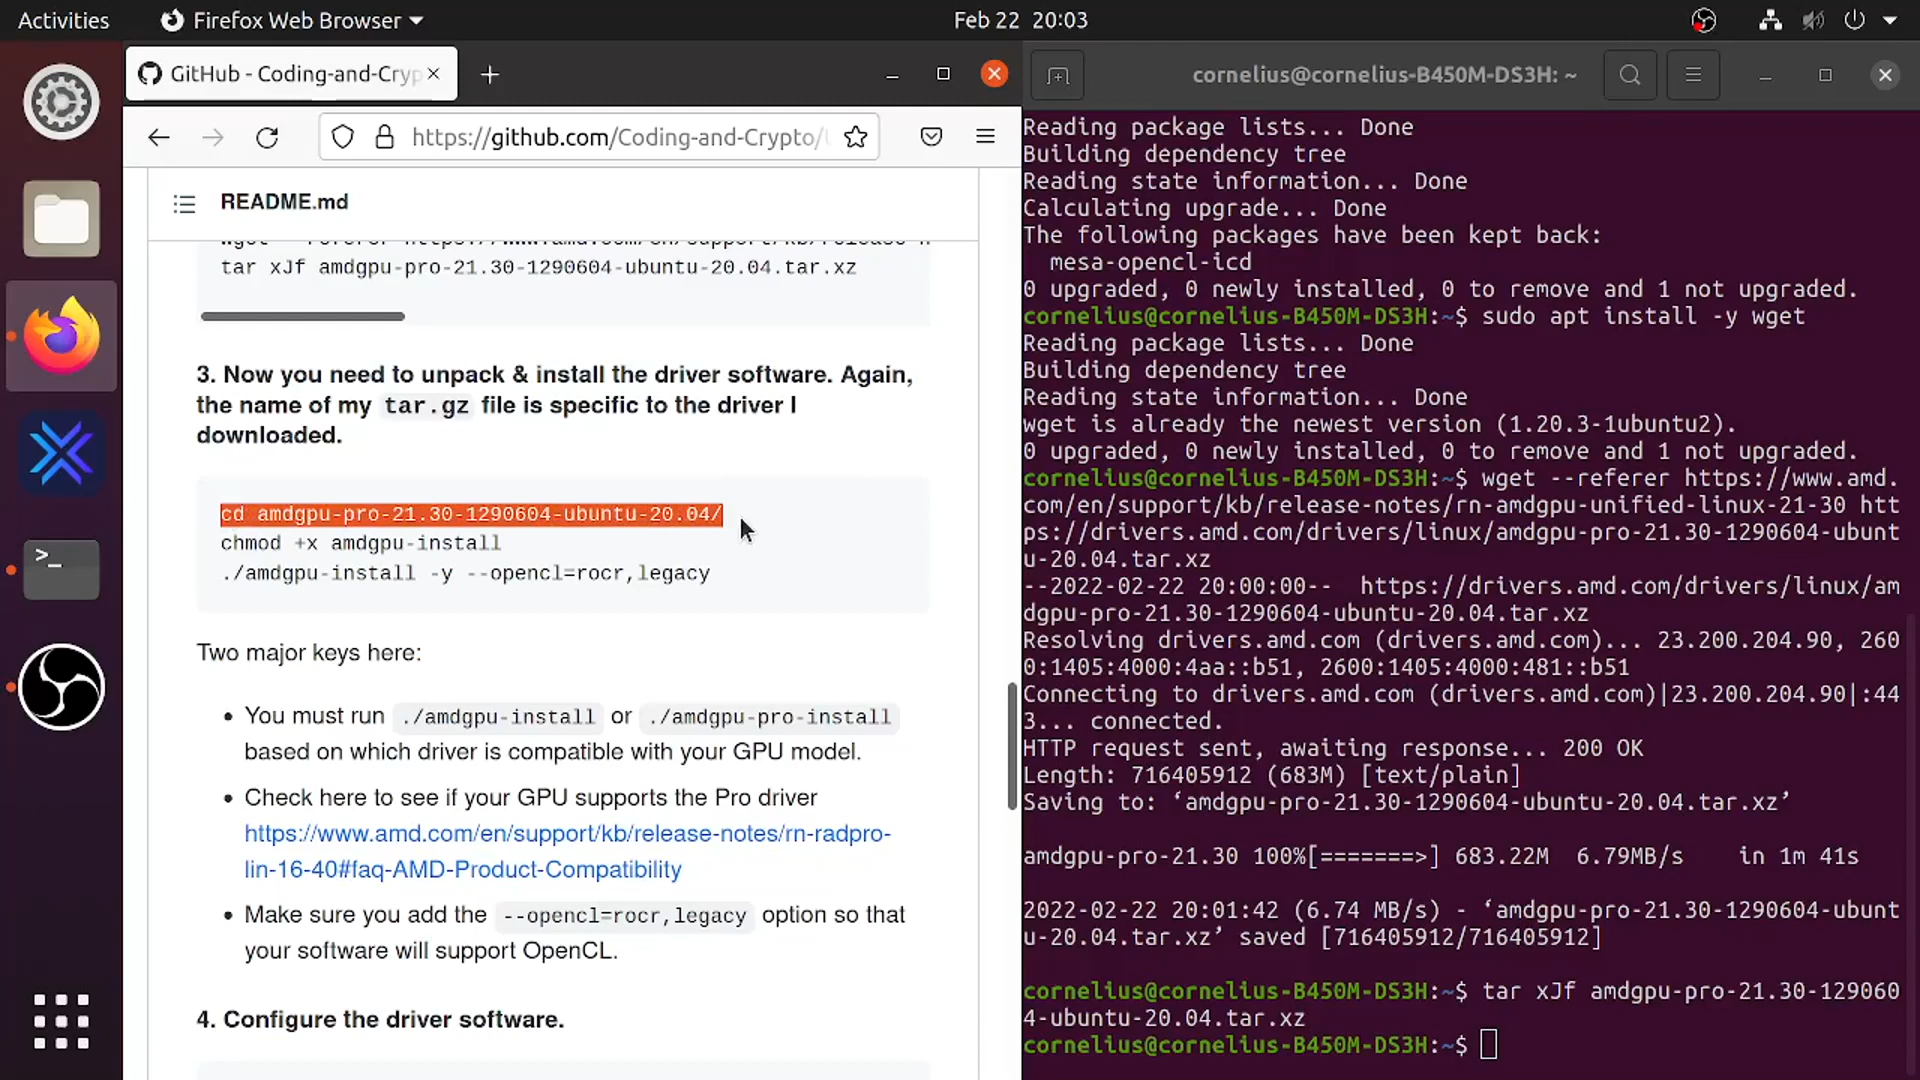 Activities
Firefox Web Browser
Feb 22 20:03
GitHub - Coding-and-Cryp
cornelius@cornelius-B450M-DS3H: ~
https://github.com/Coding-and-Crypto/
README.md
tar xJf amdgpu-pro-21.30-1290604-ubuntu-20.04.tar.xz
3. Now you need to unpack & install the driver software. Again,
the name of my tar.gz file is specific to the driver I
downloaded.
cd amdgpu-pro-21.30-1290604-ubuntu-20.04/
chmod +x amdgpu-install
./amdgpu-install -y --opencl=rocr,legacy
Two major keys here:
• You must run ./amdgpu-install or ./amdgpu-pro-install
based on which driver is compatible with your GPU model.
• Check here to see if your GPU supports the Pro driver
https://www.amd.com/en/support/kb/release-notes/rn-radpro-
lin-16-40#faq-AMD-Product-Compatibility
• Make sure you add the --opencl=rocr,legacy option so that
your software will support OpenCL.
4. Configure the driver software.
Reading package lists... Done
Building dependency tree
Reading state information... Done
Calculating upgrade... Done
The following packages have been kept back:
mesa-opencl-icd
0 upgraded, 0 newly installed, 0 to remove and 1 not upgraded.
cornelius@cornelius-B450M-DS3H:~$ sudo apt install -y wget
Reading package lists... Done
Building dependency tree
Reading state information... Done
wget is already the newest version (1.20.3-1ubuntu2).
0 upgraded, 0 newly installed, 0 to remove and 1 not upgraded.
cornelius@cornelius-B450M-DS3H:~$ wget --referer https://www.amd.
com/en/support/kb/release-notes/rn-amdgpu-unified-linux-21-30 htt
ps://drivers.amd.com/drivers/linux/amdgpu-pro-21.30-1290604-ubunt
u-20.04.tar.xz
--2022-02-22 20:00:00--  https://drivers.amd.com/drivers/linux/am
dgpu-pro-21.30-1290604-ubuntu-20.04.tar.xz
Resolving drivers.amd.com (drivers.amd.com)... 23.200.204.90, 260
0:1405:4000:4aa::b51, 2600:1405:4000:481::b51
Connecting to drivers.amd.com (drivers.amd.com)|23.200.204.90|:44
3... connected.
HTTP request sent, awaiting response... 200 OK
Length: 716405912 (683M) [text/plain]
Saving to: ‘amdgpu-pro-21.30-1290604-ubuntu-20.04.tar.xz’
amdgpu-pro-21.30 100%[=======>] 683.22M  6.79MB/s    in 1m 41s
2022-02-22 20:01:42 (6.74 MB/s) - ‘amdgpu-pro-21.30-1290604-ubunt
u-20.04.tar.xz’ saved [716405912/716405912]
cornelius@cornelius-B450M-DS3H:~$ tar xJf amdgpu-pro-21.30-129060
4-ubuntu-20.04.tar.xz
cornelius@cornelius-B450M-DS3H:~$